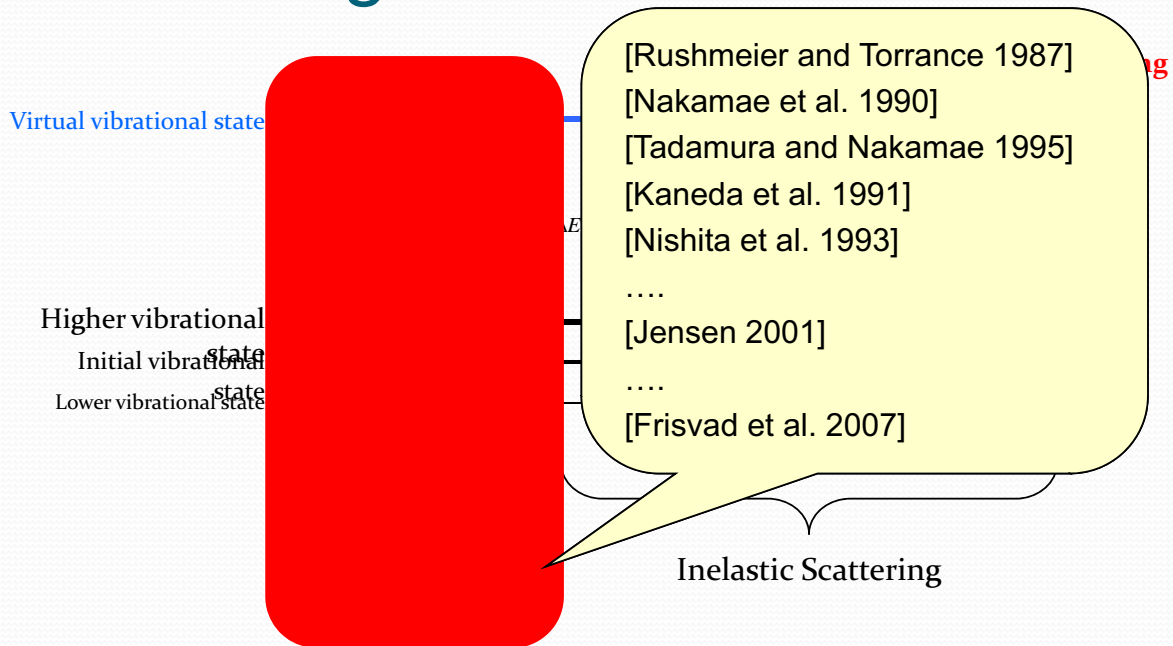 [Rushmeier and Torrance 1987]
Virtual vibrational state
[Nakamae et al. 1990]
[Tadamura and Nakamae 1995]
[Kaneda et al. 1991]
[Nishita et al. 1993]
....
[Jensen 2001]
....
[Frisvad et al. 2007]
Higher vibrational
state
Initial vibrational
state
Lower vibrational state
Inelastic Scattering